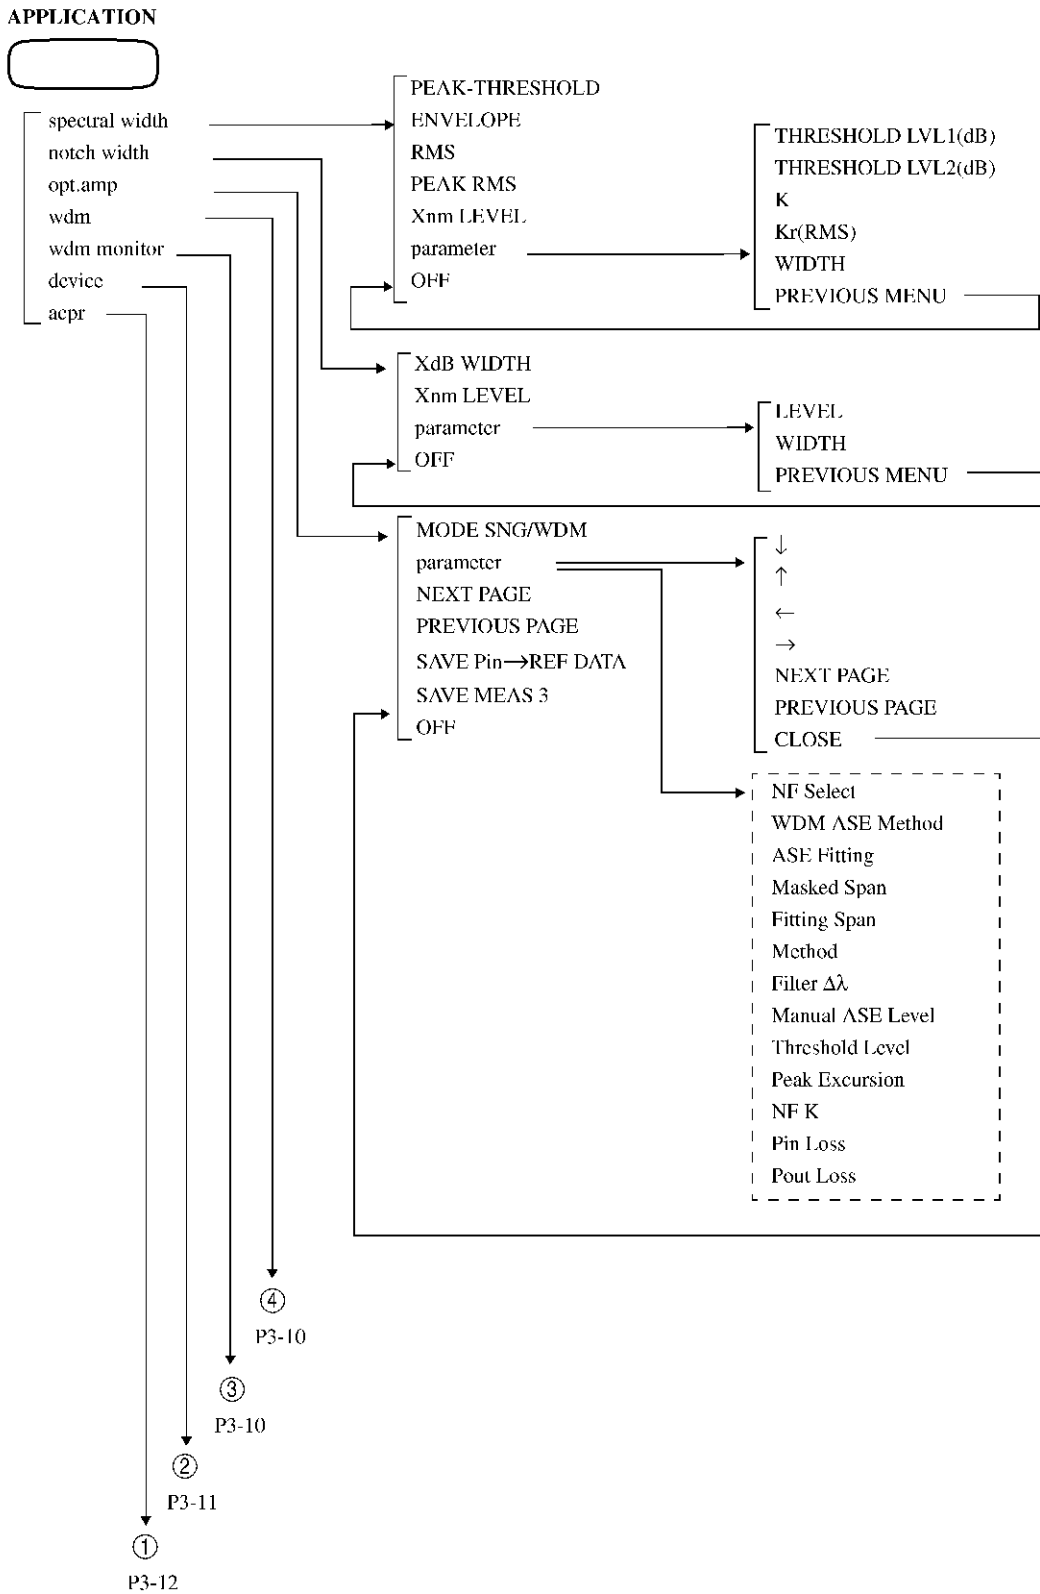 APPLICATION
spectral width
notch width
opt.amp
wdm
wdm monitor
device
acpr
PEAK-THRESHOLD
ENVELOPE
RMS
PEAK RMS
Xnm LEVEL
parameter
OFF
THRESHOLD LVL1(dB)
THRESHOLD LVL2(dB)
K
Kr(RMS)
WIDTH
PREVIOUS MENU
XdB WIDTH
Xnm LEVEL
parameter
OFF
LEVEL
WIDTH
PREVIOUS MENU
MODE SNG/WDM
parameter
NEXT PAGE
PREVIOUS PAGE
SAVE Pin→REF DATA
SAVE MEAS 3
OFF
↓
↑
←
→
NEXT PAGE
PREVIOUS PAGE
CLOSE
NF Select
WDM ASE Method
ASE Fitting
Masked Span
Fitting Span
Method
Filter Δλ
Manual ASE Level
Threshold Level
Peak Excursion
NF K
Pin Loss
Pout Loss
④
P3-10
③
P3-10
②
P3-11
①
P3-12